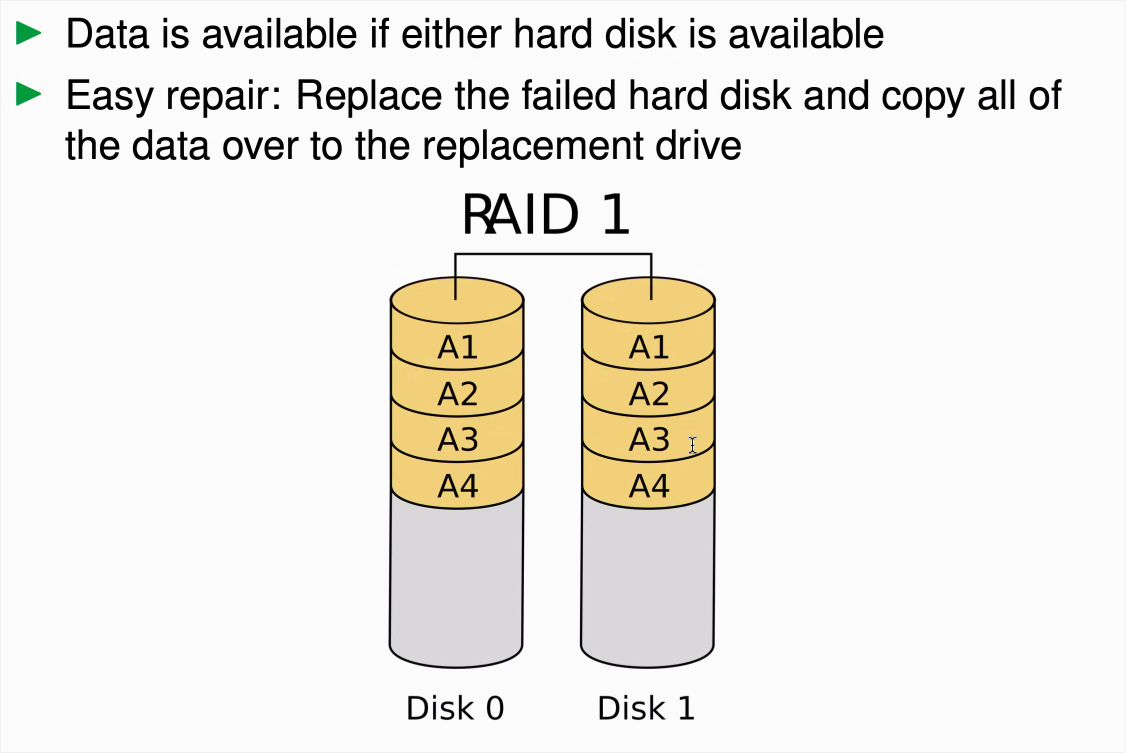 Data is available if either hard disk is available
Easy repair: Replace the failed hard disk and copy all of
the data over to the replacement drive
RAID 1
A1
A2
A3
A4
A1
A2
A3
A4
Disk 0
Disk 1